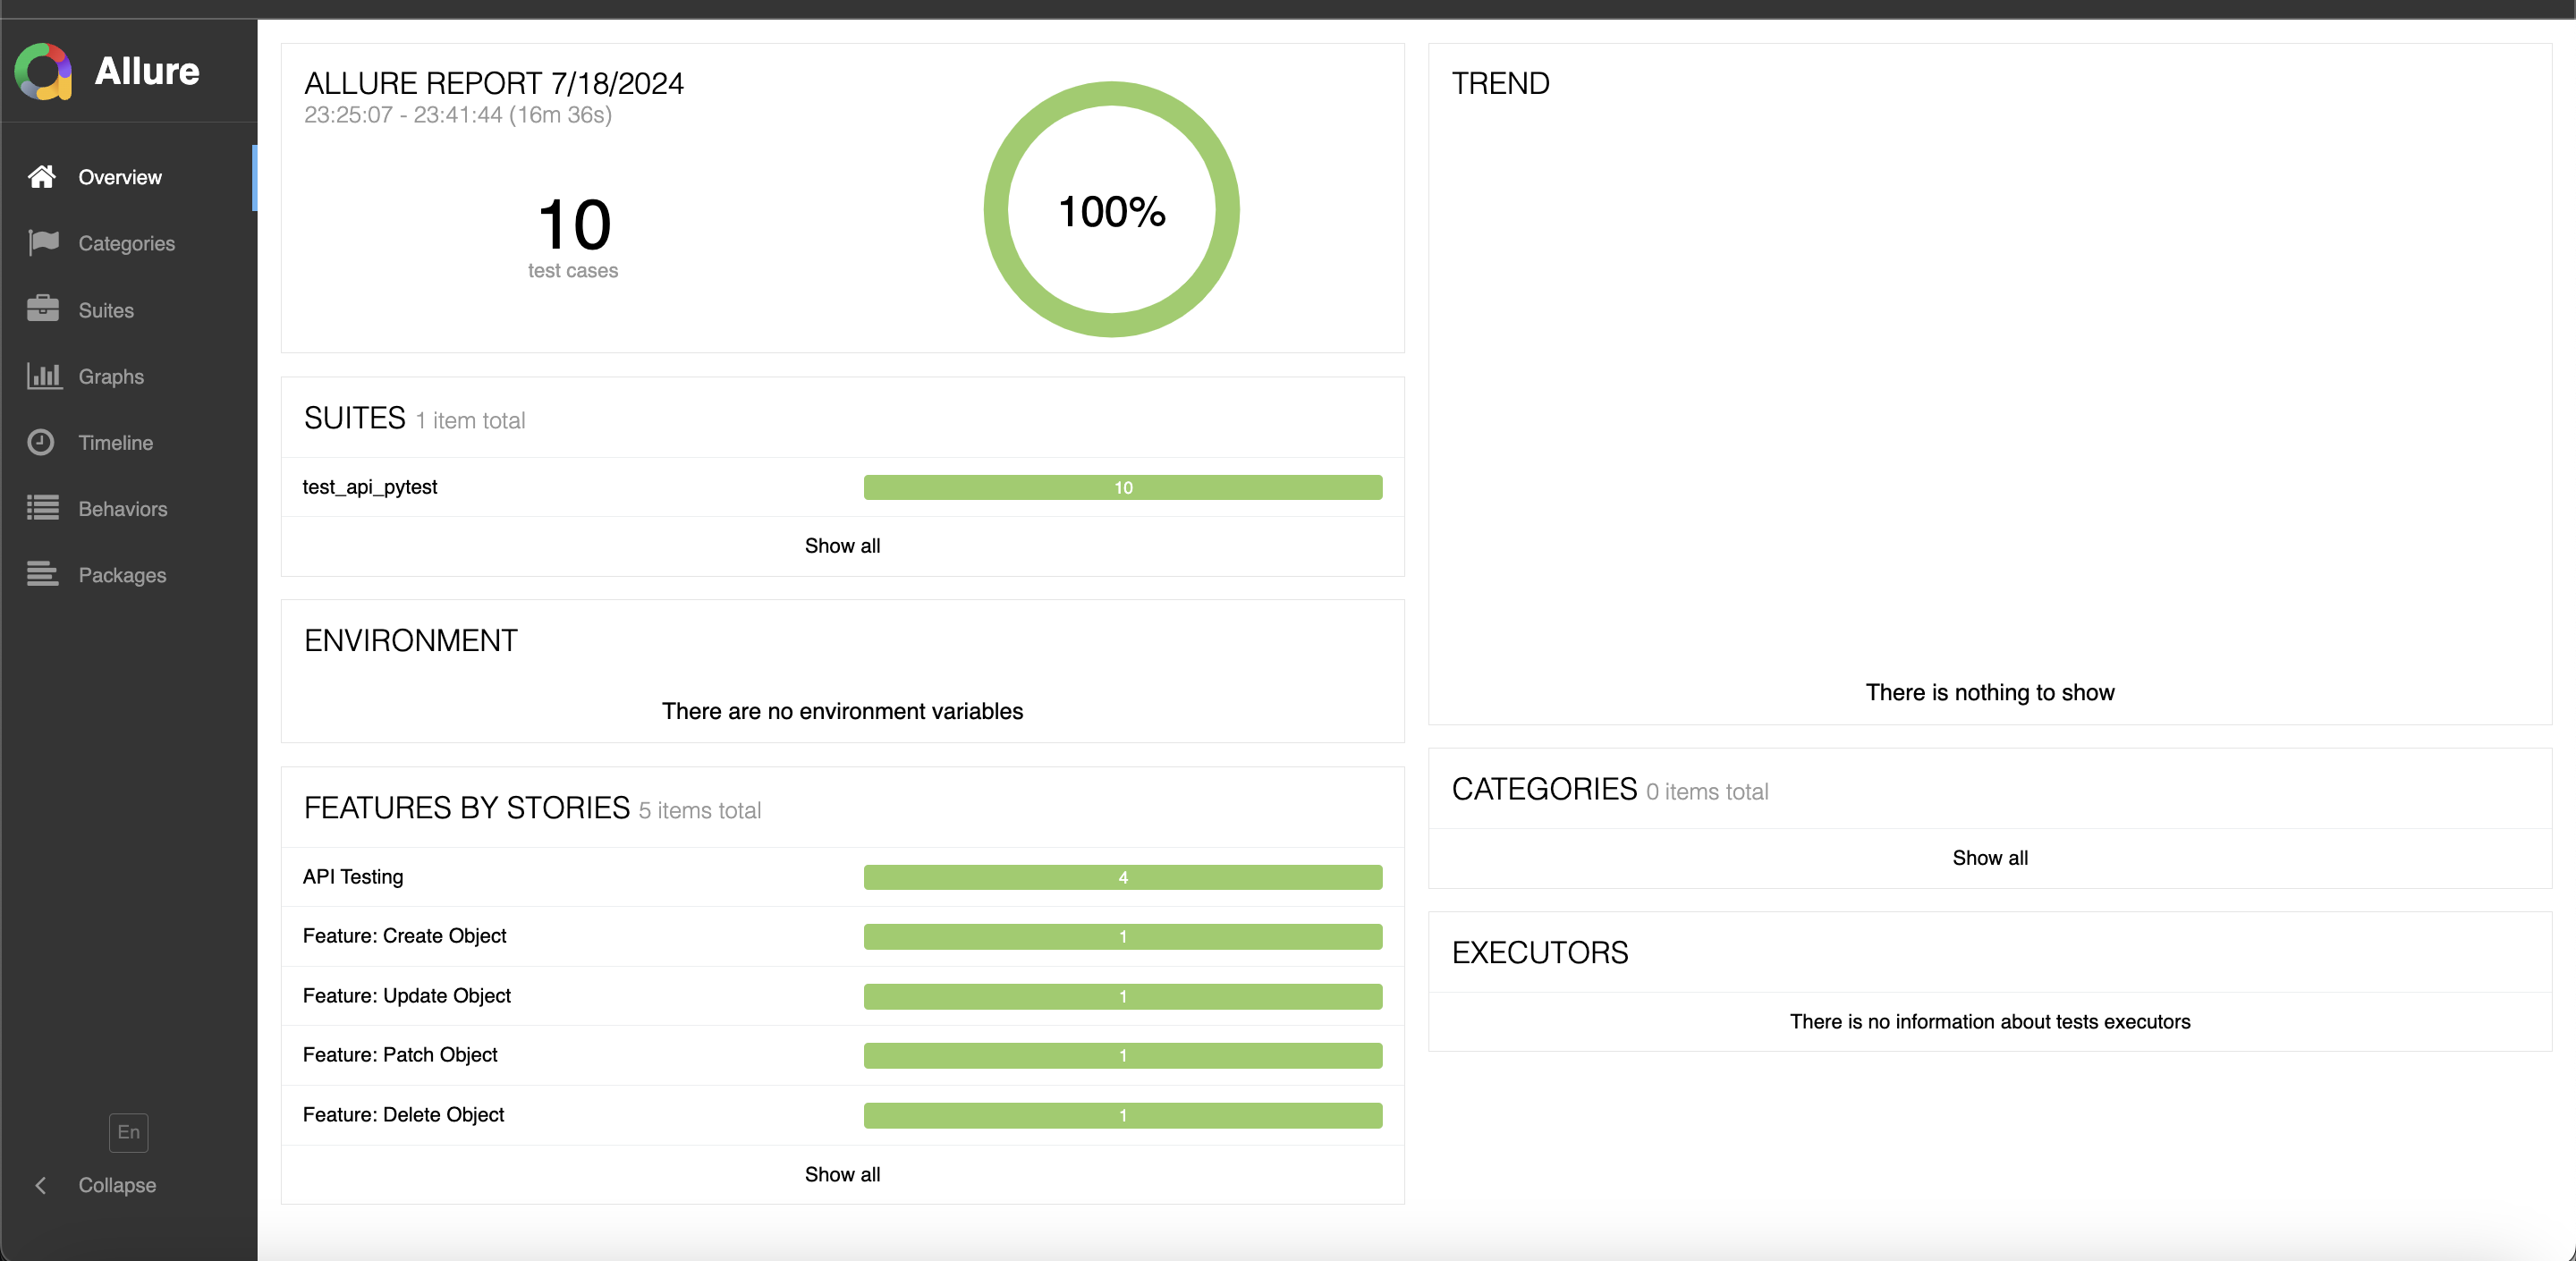 Allure
Overview
Categories
Suites
Graphs
Timeline
Behaviors
Packages
En
Collapse
ALLURE REPORT 7/18/2024
23:25:07 - 23:41:44 (16m 36s)
10
test cases
100%
SUITES 1 item total
test_api_pytest 10
Show all
ENVIRONMENT
There are no environment variables
FEATURES BY STORIES 5 items total
API Testing 4
Feature: Create Object 1
Feature: Update Object 1
Feature: Patch Object 1
Feature: Delete Object 1
Show all
TREND
There is nothing to show
CATEGORIES 0 items total
Show all
EXECUTORS
There is no information about tests executors